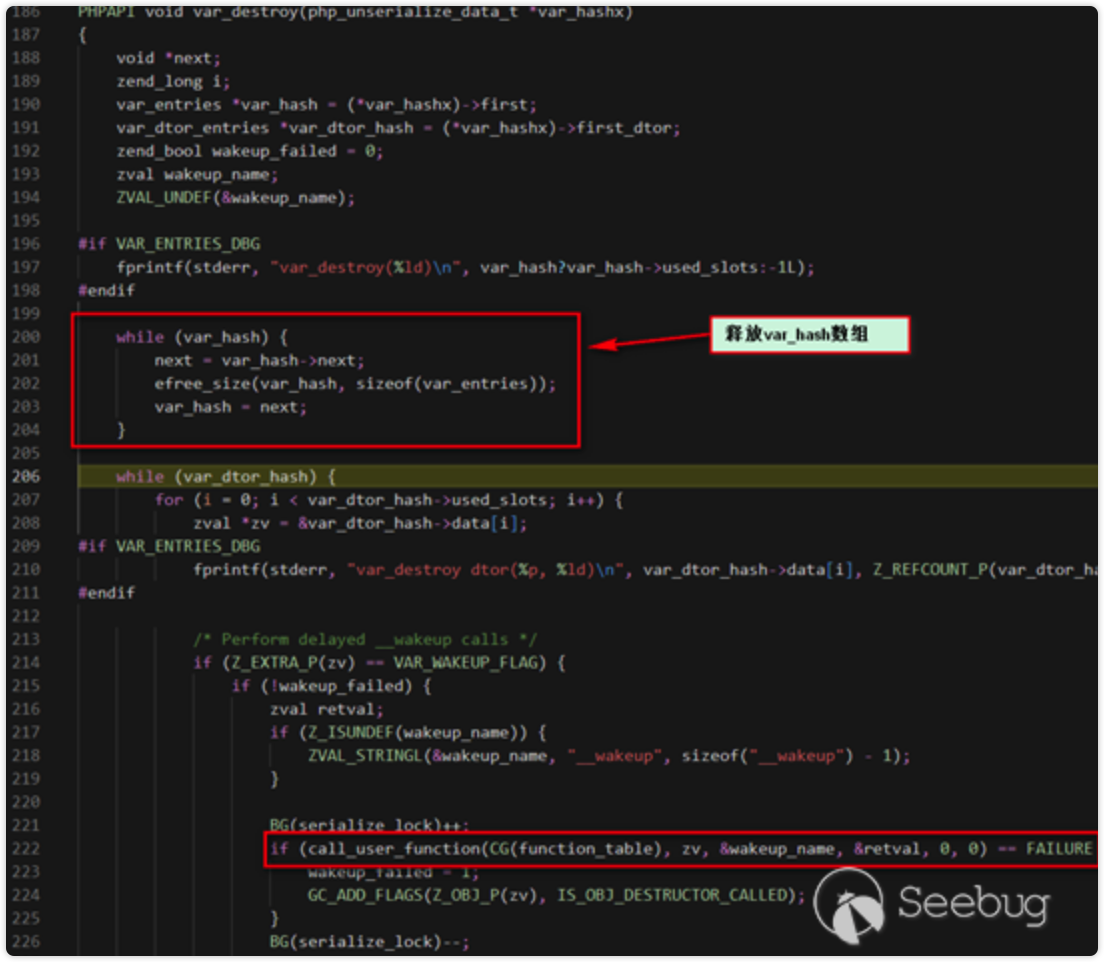 186 PHPAPI void var_destroy(php_unserialize_data_t *var_hashx)
187 {
188 void *next;
189 zend_long i;
190 var_entries *var_hash = (*var_hashx)->first;
191 var_dtor_entries *var_dtor_hash = (*var_hashx)->first_dtor;
192 zend_bool wakeup_failed = 0;
193 zval wakeup_name;
194 ZVAL_UNDEF(&wakeup_name);
195
196 #if VAR_ENTRIES_DBG
197 fprintf(stderr, "var_destroy(%ld)\n", var_hash?var_hash->used_slots:-1L);
198 #endif
199
200 while (var_hash) {
释放var_hash数组
201 next = var_hash->next;
202 efree_size(var_hash, sizeof(var_entries));
203 var_hash = next;
204 }
205
206 while (var_dtor_hash) {
207 for (i = 0; i < var_dtor_hash->used_slots; i++) {
208 zval *zv = &var_dtor_hash->data[i];
209 #if VAR_ENTRIES_DBG
210 fprintf(stderr, "var_destroy dtor(%p, %ld)\n", var_dtor_hash->data[i], Z_REFCOUNT_P(var_dtor_ha
211 #endif
212
213 /* Perform delayed __wakeup calls */
214 if (Z_EXTRA_P(zv) == VAR_WAKEUP_FLAG) {
215 if (!wakeup_failed) {
216 zval retval;
217 if (Z_ISUNDEF(wakeup_name)) {
218 ZVAL_STRINGL(&wakeup_name, "__wakeup", sizeof("__wakeup") - 1);
219 }
220
221 BG(serialize_lock)++;
222 if (call_user_function(CG(function_table), zv, &wakeup_name, &retval, 0, 0) == FAILURE
223 wakeup_failed = 1;
224 GC_ADD_FLAGS(Z_OBJ_P(zv), IS_OBJ_DESTRUCTOR_CALLED);
225 }
226 BG(serialize_lock)--;
Seebug